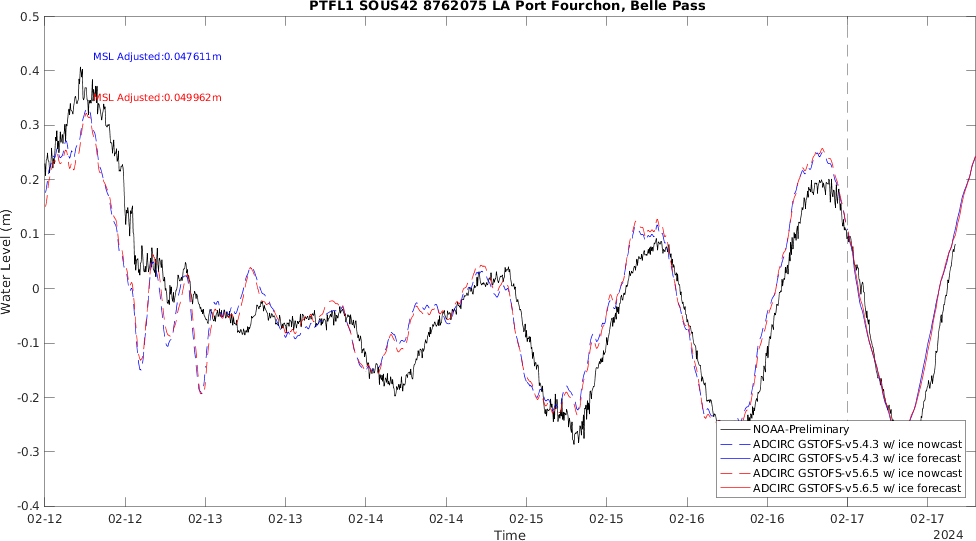 PTFL1 SOUS42 8762075 LA Port Fourchon, Belle Pass
0.5
MSL Adjusted:0.047611m
0.4
MSL Adjusted:0.049962m
0.3
0.2
0.1
Water Level (m)
0
-0.1
-0.2
-0.3
-0.4
NOAA-Preliminary
ADCIRC GSTOFS-v5.4.3 w/ ice nowcast
ADCIRC GSTOFS-v5.4.3 w/ ice forecast
ADCIRC GSTOFS-v5.6.5 w/ ice nowcast
ADCIRC GSTOFS-v5.6.5 w/ ice forecast
02-12 02-12 02-13 02-13 02-14 02-14 02-15 02-15 02-16 02-16 02-17 02-17
Time
2024